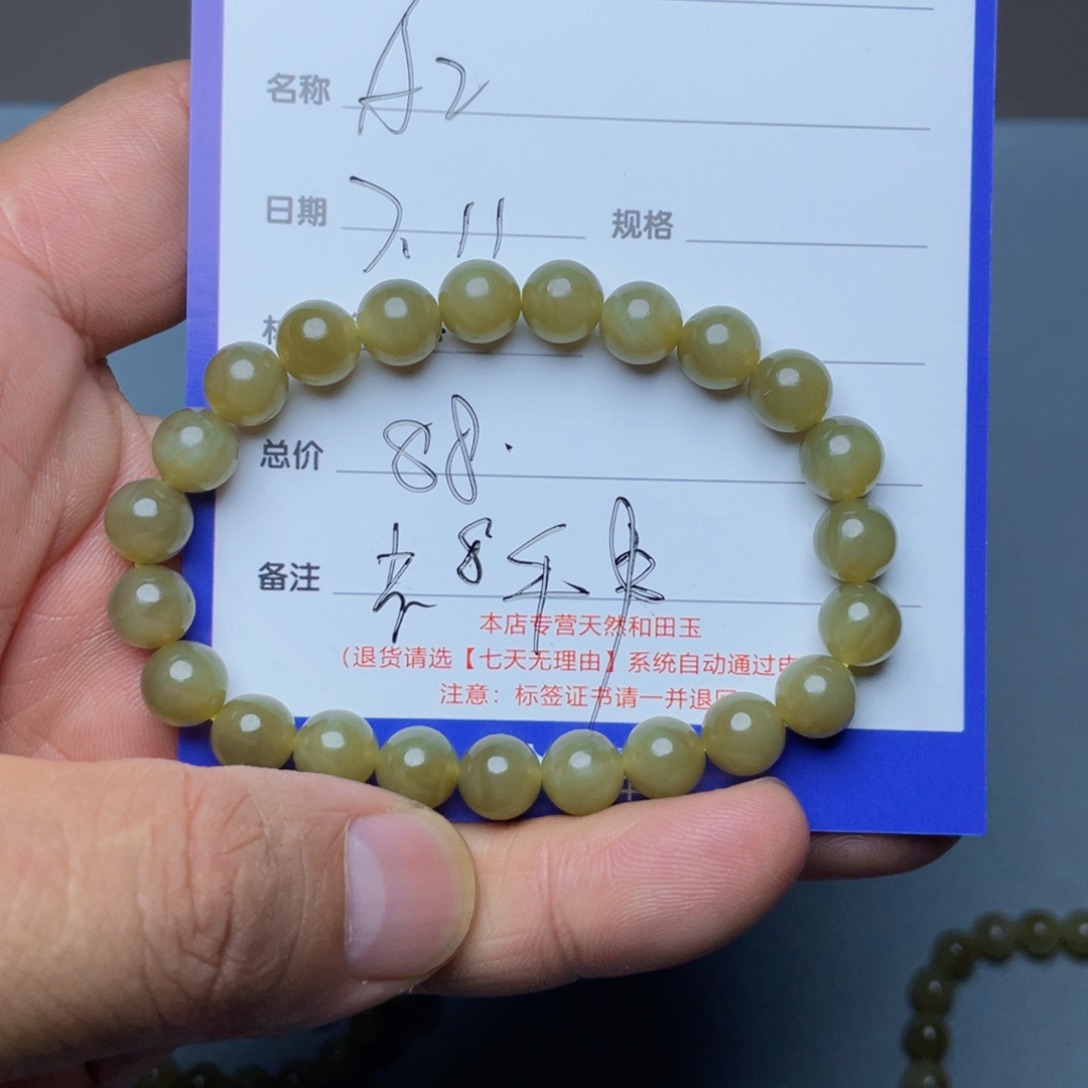 名称 A2
日期 7.11 规格
总价 88.
备注
本店专营天然和田玉
(退货请选【七天无理由】系统自动通过
注意：标签证书请一并退